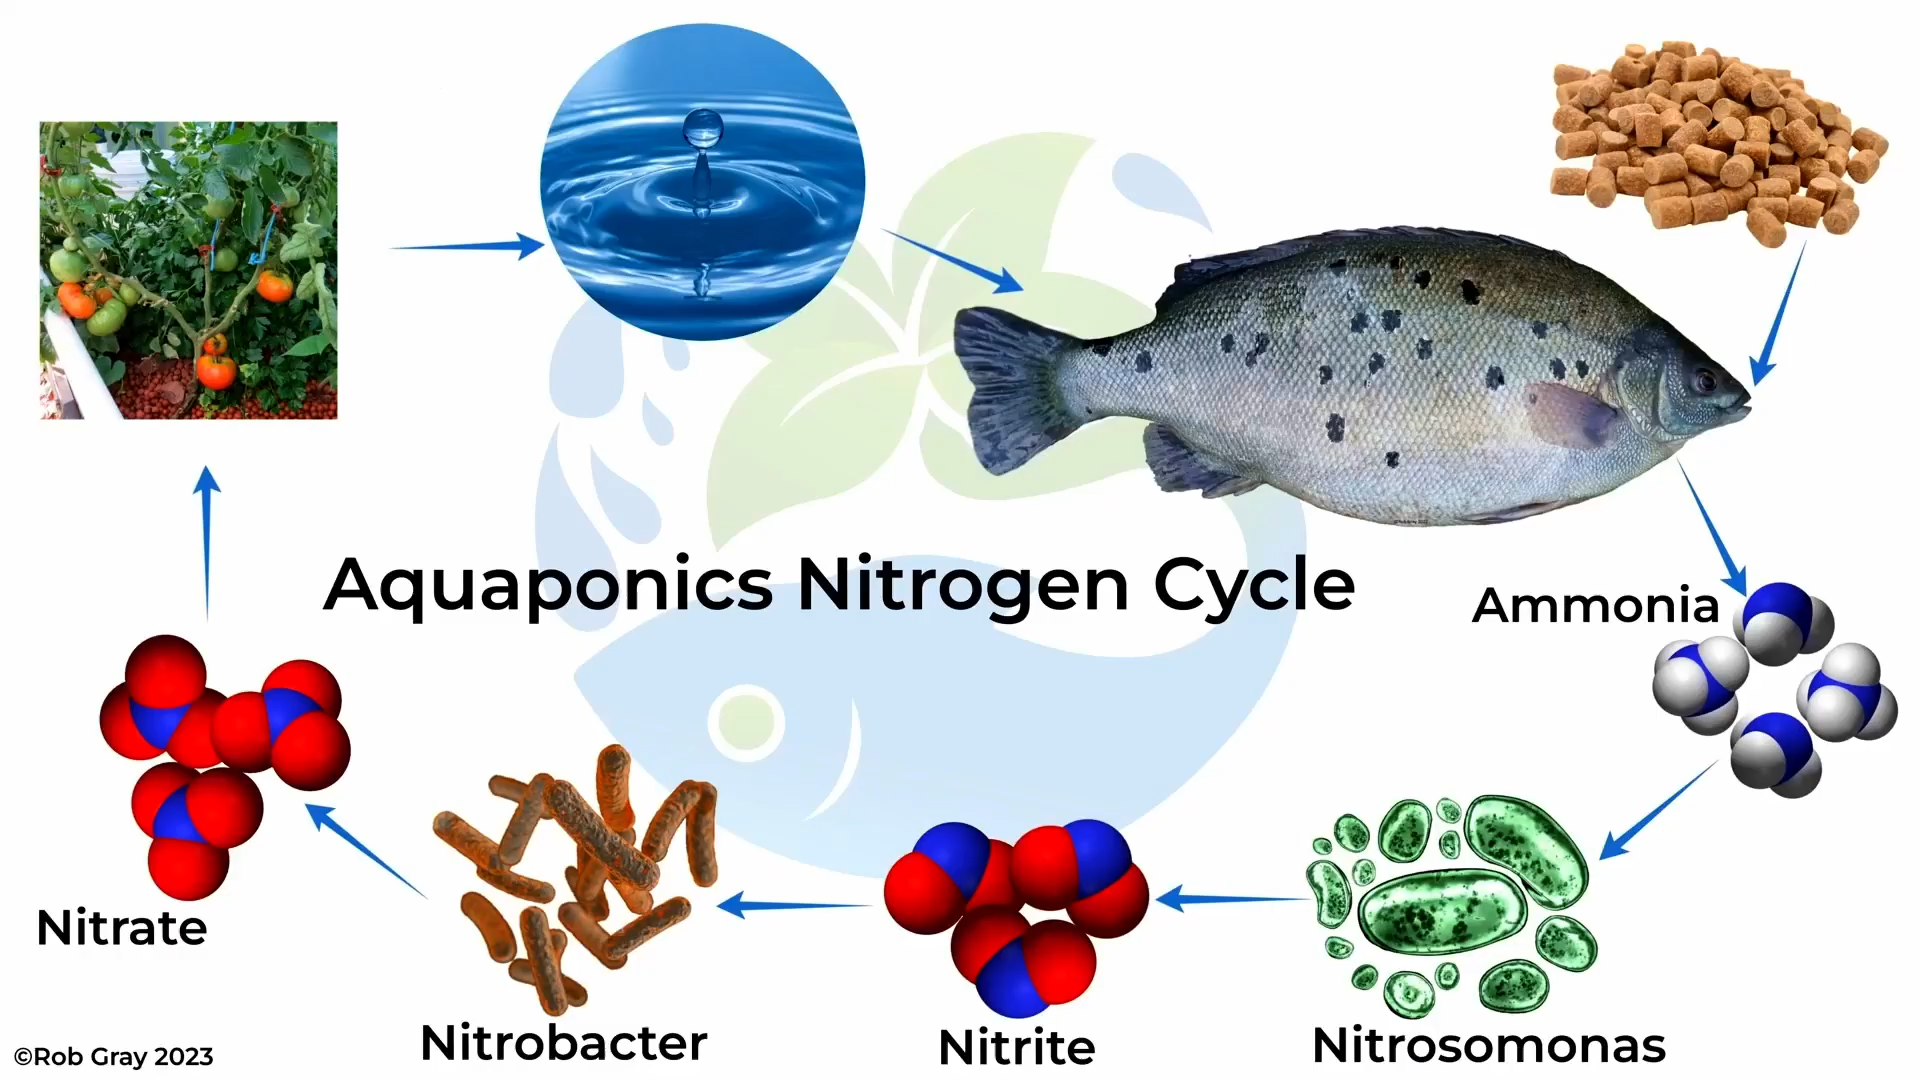 Aquaponics Nitrogen Cycle
Ammonia
Nitrate
Nitrobacter
Nitrite
Nitrosomonas
©Rob Gray 2023